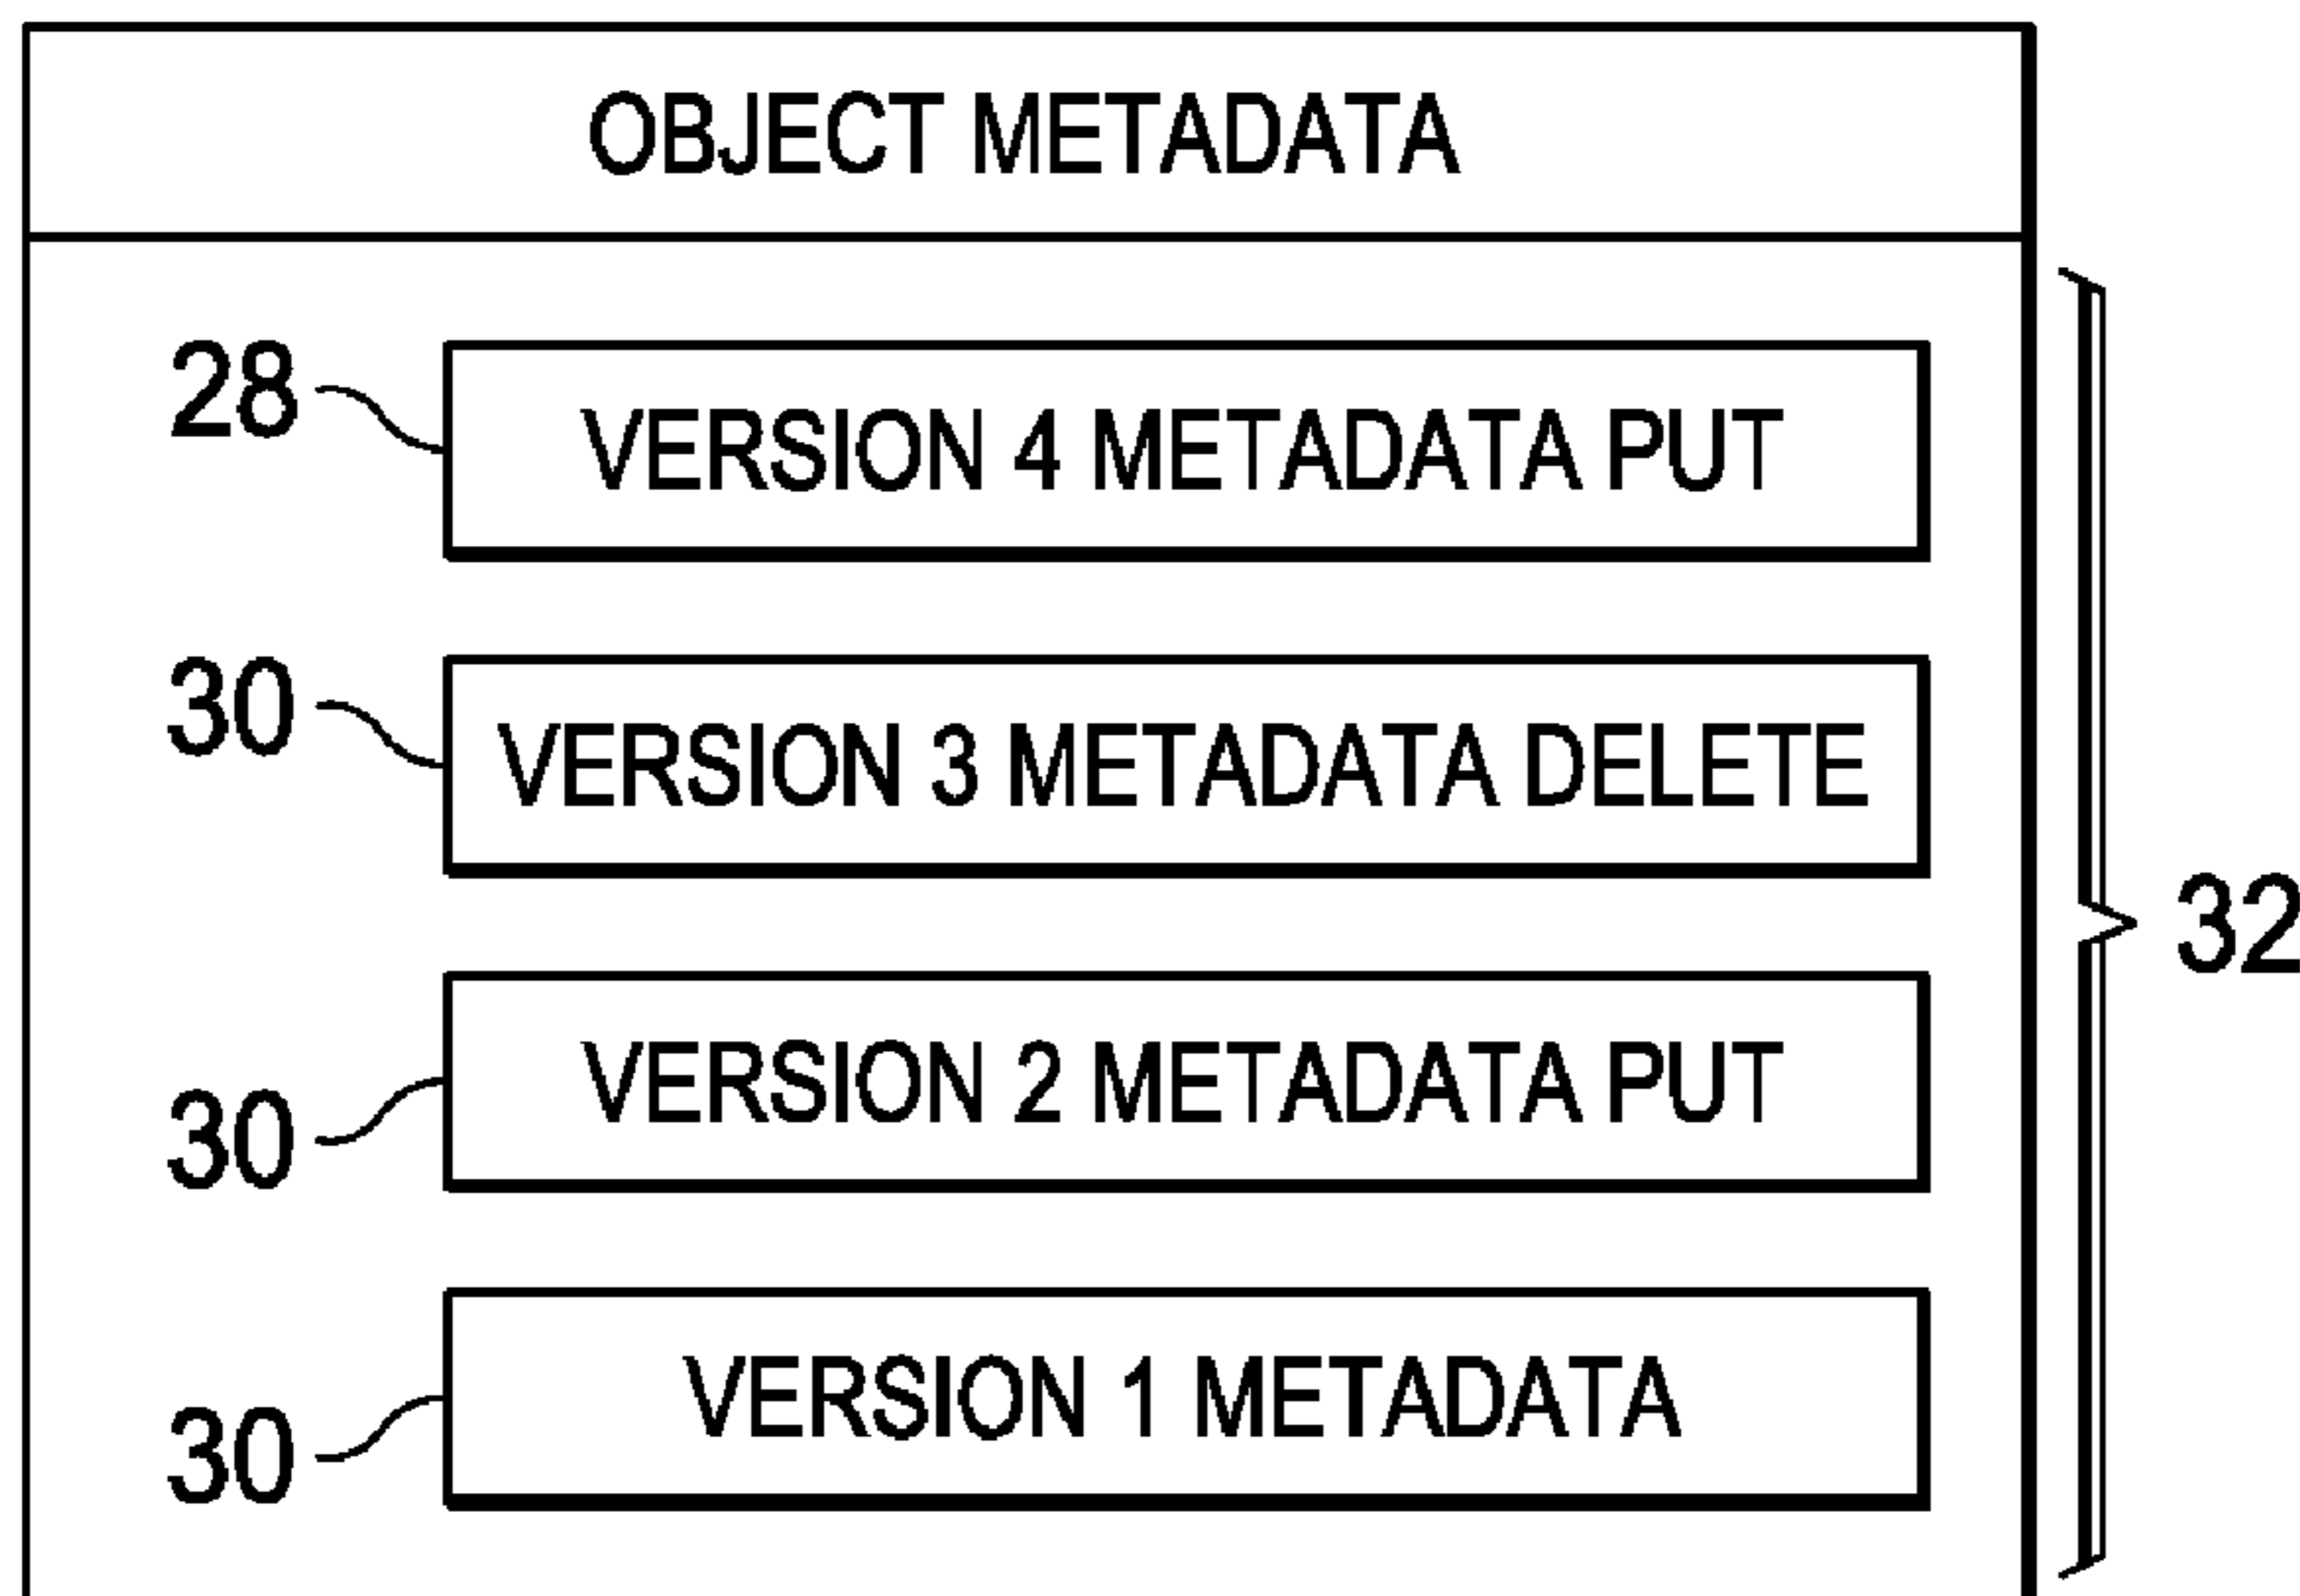 OBJECT METADATA
28 VERSION 4 METADATA PUT
30 VERSION 3 METADATA DELETE
32
30 VERSION 2 METADATA PUT
30 VERSION 1 METADATA